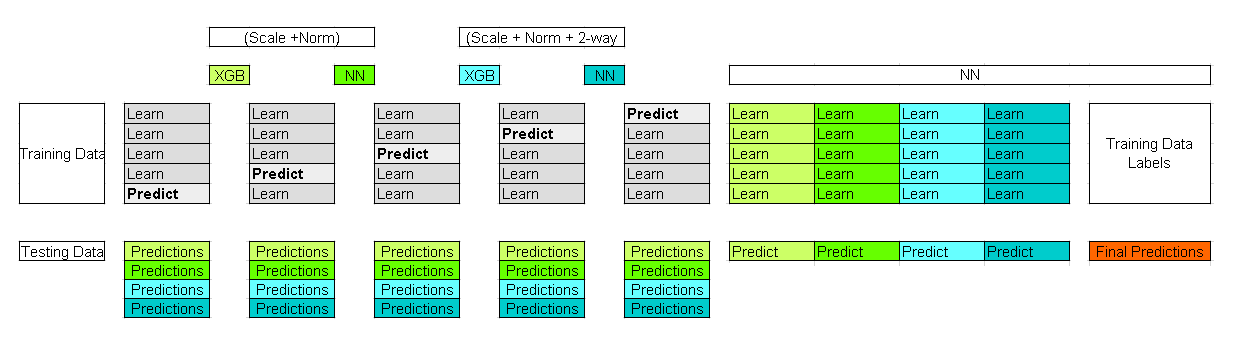 (Scale +Norm) (Scale + Norm + 2-way
XGB NN XGB NN NN
Learn Learn Learn Learn Predict Learn Learn Learn Learn
Learn Learn Learn Predict Learn Learn Learn Learn Learn
Training Data Learn Learn Predict Learn Learn Learn Learn Learn Learn Training Data
Labels
Learn Predict Learn Learn Learn Learn Learn Learn Learn
Predict Learn Learn Learn Learn Learn Learn Learn Learn
Testing Data Predictions Predictions Predictions Predictions Predictions Predict Predict Predict Predict Final Predictions
Predictions Predictions Predictions Predictions Predictions
Predictions Predictions Predictions Predictions Predictions
Predictions Predictions Predictions Predictions Predictions